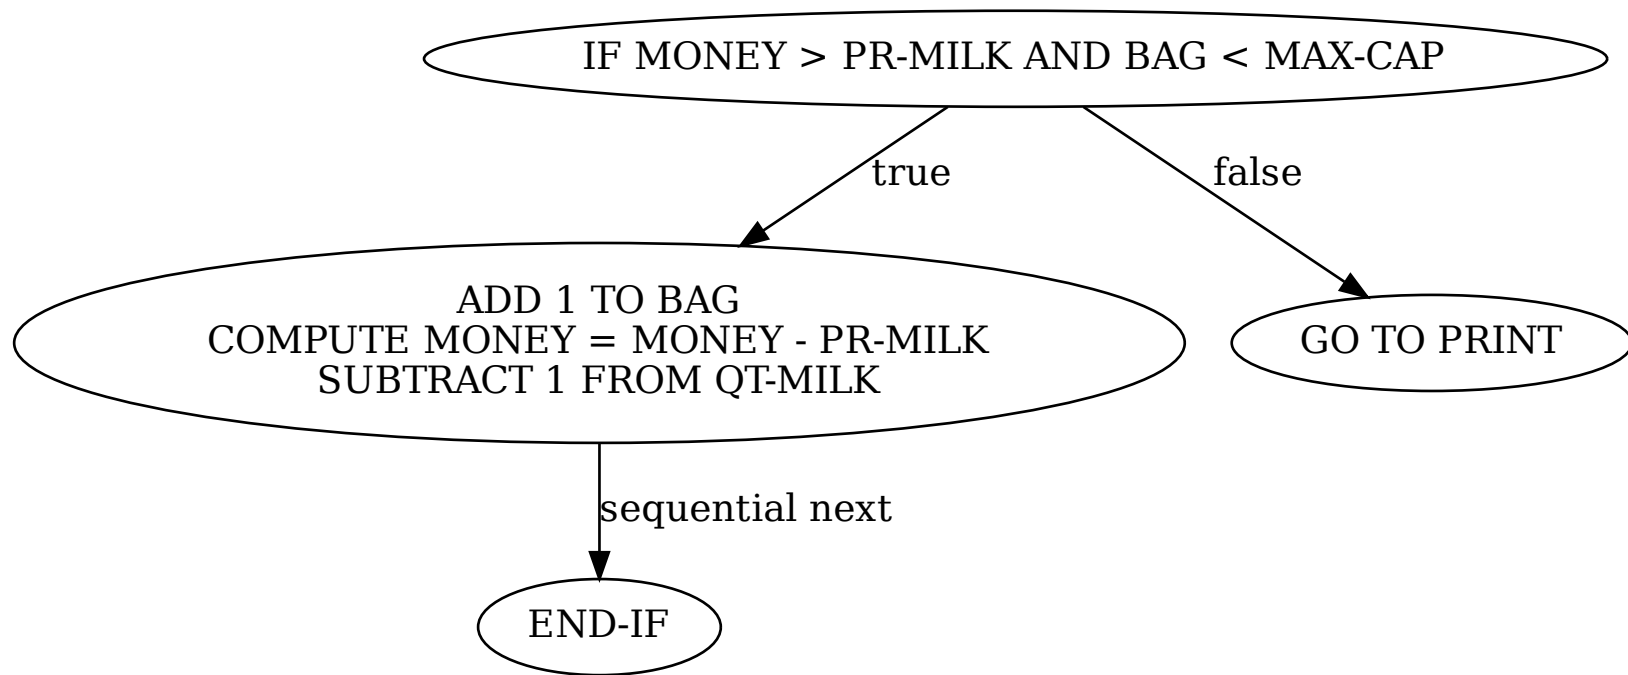 IF MONEY > PR-MILK AND BAG < MAX-CAP
true
false
ADD 1 TO BAG
COMPUTE MONEY = MONEY - PR-MILK
SUBTRACT 1 FROM QT-MILK
GO TO PRINT
sequential next
END-IF